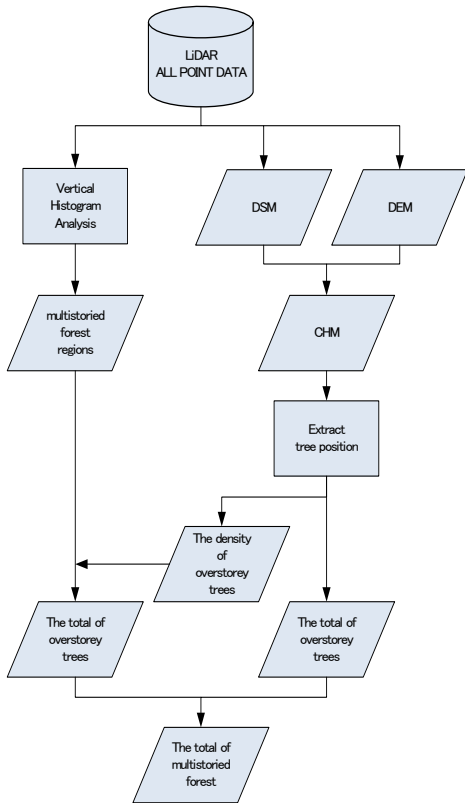 LiDAR
ALL POINT DATA
Vertical
Histogram
Analysis
DSM
DEM
multistoried
forest
regions
CHM
Extract
tree position
The density
of
overstorey
trees
The total of
overstorey
trees
The total of
overstorey
trees
The total of
multistoried
forest